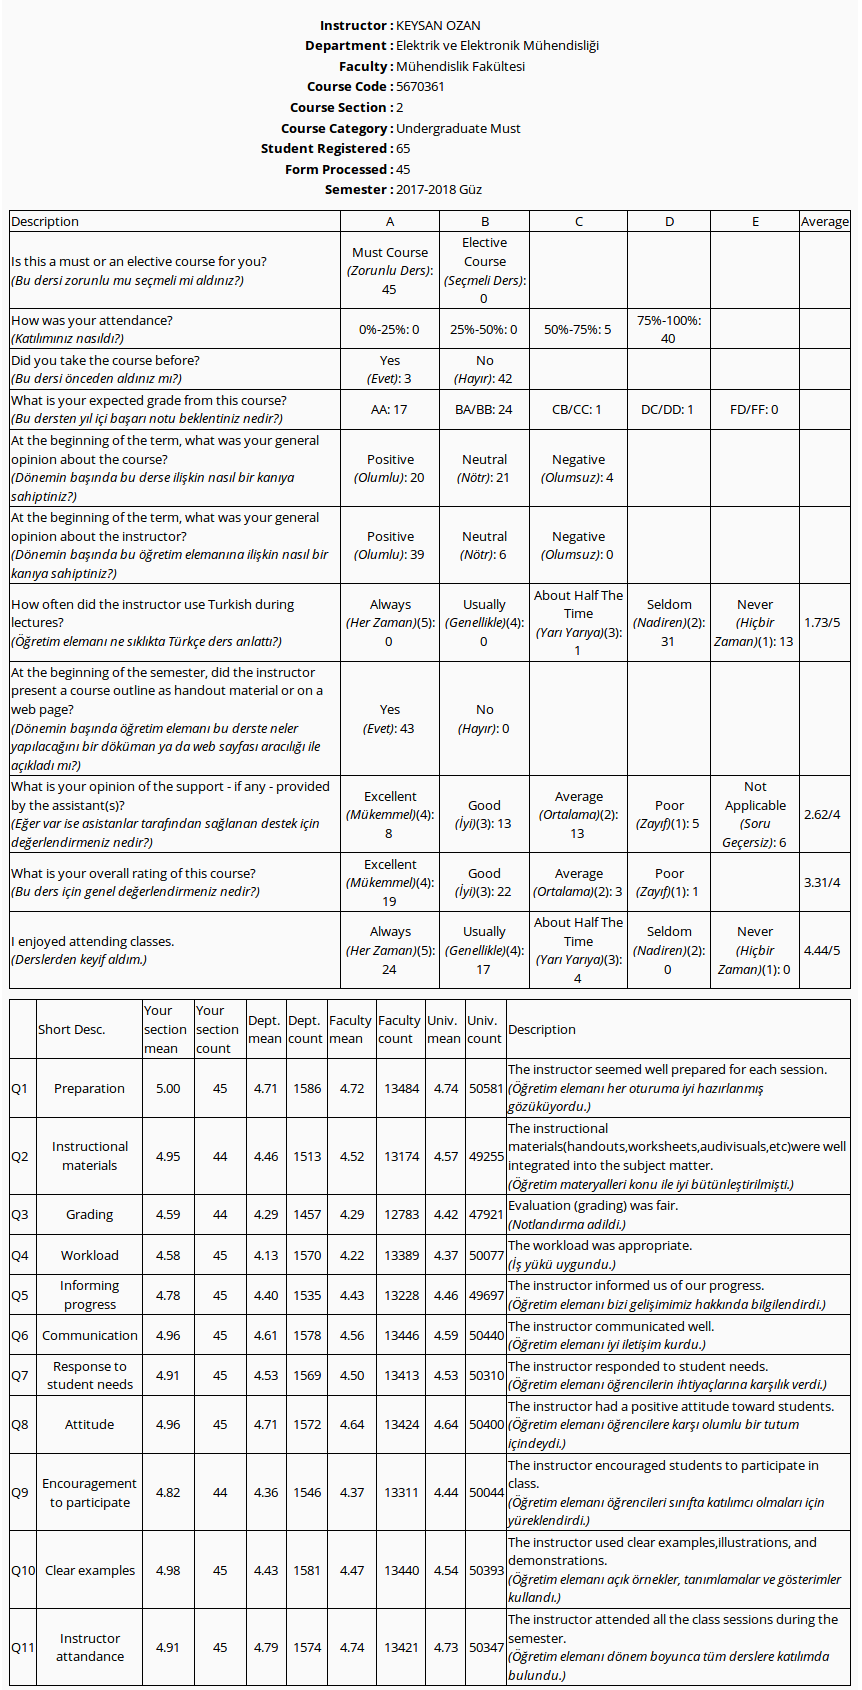 Instructor : KEYSAN OZAN
Department : Elektrik ve Elektronik Mühendisliği
Faculty : Mühendislik Fakültesi
Course Code : 5670361
Course Section : 2
Course Category : Undergraduate Must
Student Registered : 65
Form Processed : 45
Semester : 2017-2018 Güz
Description A B C D E Average
Is this a must or an elective course for you?
(Bu dersi zorunlu mu seçmeli mi aldınız?)
Must Course
(Zorunlu Ders):
45
Elective
Course
(Seçmeli Ders):
0
How was your attendance?
(Katılımınız nasıldı?)
0%-25%: 0
25%-50%: 0
50%-75%: 5
75%-100%:
40
Did you take the course before?
(Bu dersi önceden aldınız mı?)
Yes
(Evet): 3
No
(Hayır): 42
What is your expected grade from this course?
(Bu dersten yıl içi başarı notu beklentiniz nedir?)
AA: 17
BA/BB: 24
CB/CC: 1
DC/DD: 1
FD/FF: 0
At the beginning of the term, what was your general
opinion about the course?
(Dönemin başında bu derse ilişkin nasıl bir kanıya
sahiptiniz?)
Positive
(Olumlu): 20
Neutral
(Nötr): 21
Negative
(Olumsuz): 4
At the beginning of the term, what was your general
opinion about the instructor?
(Dönemin başında bu öğretim elemanına ilişkin nasıl bir
kanıya sahiptiniz?)
Positive
(Olumlu): 39
Neutral
(Nötr): 6
Negative
(Olumsuz): 0
How often did the instructor use Turkish during
lectures?
(Öğretim elemanı ne sıklıkta Türkçe ders anlattı?)
Always
(Her Zaman)(5):
0
Usually
(Genellikle)(4):
0
About Half The
Time
(Yarı Yarıya)(3):
1
Seldom
(Nadiren)(2):
31
Never
(Hiçbir
Zaman)(1): 13
1.73/5
At the beginning of the semester, did the instructor
present a course outline as handout material or on a
web page?
(Dönemin başında öğretim elemanı bu derste neler
yapılacağını bir döküman ya da web sayfası aracılığı ile
açıkladı mı?)
Yes
(Evet): 43
No
(Hayır): 0
What is your opinion of the support - if any - provided
by the assistant(s)?
(Eğer var ise asistanlar tarafından sağlanan destek için
değerlendirmeniz nedir?)
Excellent
(Mükemmel)(4):
8
Good
(İyi)(3): 13
Average
(Ortalama)(2):
13
Poor
(Zayıf)(1): 5
Not
Applicable
(Soru
Geçersiz): 6
2.62/4
What is your overall rating of this course?
(Bu ders için genel değerlendirmeniz nedir?)
Excellent
(Mükemmel)(4):
19
Good
(İyi)(3): 22
Average
(Ortalama)(2): 3
Poor
(Zayıf)(1): 1
3.31/4
I enjoyed attending classes.
(Derslerden keyif aldım.)
Always
(Her Zaman)(5):
24
Usually
(Genellikle)(4):
17
About Half The
Time
(Yarı Yarıya)(3):
4
Seldom
(Nadiren)(2):
0
Never
(Hiçbir
Zaman)(1): 0
4.44/5
Short Desc.
Your
section
mean
Your
section
count
Dept.
mean
Dept.
count
Faculty
mean
Faculty
count
Univ.
mean
Univ.
count
Description
Q1 Preparation 5.00 45 4.71 1586 4.72 13484 4.74 50581
The instructor seemed well prepared for each session.
(Öğretim elemanı her oturuma iyi hazırlanmış
gözüküyordu.)
Q2 Instructional
materials
4.95 44 4.46 1513 4.52 13174 4.57 49255
The instructional
materials(handouts,worksheets,audivisuals,etc)were well
integrated into the subject matter.
(Öğretim materyalleri konu ile iyi bütünleştirilmişti.)
Q3 Grading 4.59 44 4.29 1457 4.29 12783 4.42 47921
Evaluation (grading) was fair.
(Notlandırma adildi.)
Q4 Workload 4.58 45 4.13 1570 4.22 13389 4.37 50077
The workload was appropriate.
(İş yükü uygundu.)
Q5 Informing
progress
4.78 45 4.40 1535 4.43 13228 4.46 49697
The instructor informed us of our progress.
(Öğretim elemanı bizi gelişimimiz hakkında bilgilendirdi.)
Q6 Communication 4.96 45 4.61 1578 4.56 13446 4.59 50440
The instructor communicated well.
(Öğretim elemanı iyi iletişim kurdu.)
Q7 Response to
student needs
4.91 45 4.53 1569 4.50 13413 4.53 50310
The instructor responded to student needs.
(Öğretim elemanı öğrencilerin ihtiyaçlarına karşılık verdi.)
Q8 Attitude 4.96 45 4.71 1572 4.64 13424 4.64 50400
The instructor had a positive attitude toward students.
(Öğretim elemanı öğrencilere karşı olumlu bir tutum
içindeydi.)
Q9 Encouragement
to participate
4.82 44 4.36 1546 4.37 13311 4.44 50044
The instructor encouraged students to participate in
class.
(Öğretim elemanı öğrencileri sınıfta katılımcı olmaları için
yüreklendirdi.)
Q10 Clear examples 4.98 45 4.43 1581 4.47 13440 4.54 50393
The instructor used clear examples,illustrations, and
demonstrations.
(Öğretim elemanı açık örnekler, tanımlamalar ve gösterimler
kullandı.)
Q11 Instructor
attandance
4.91 45 4.79 1574 4.74 13421 4.73 50347
The instructor attended all the class sessions during the
semester.
(Öğretim elemanı dönem boyunca tüm derslere katılımda
bulundu.)